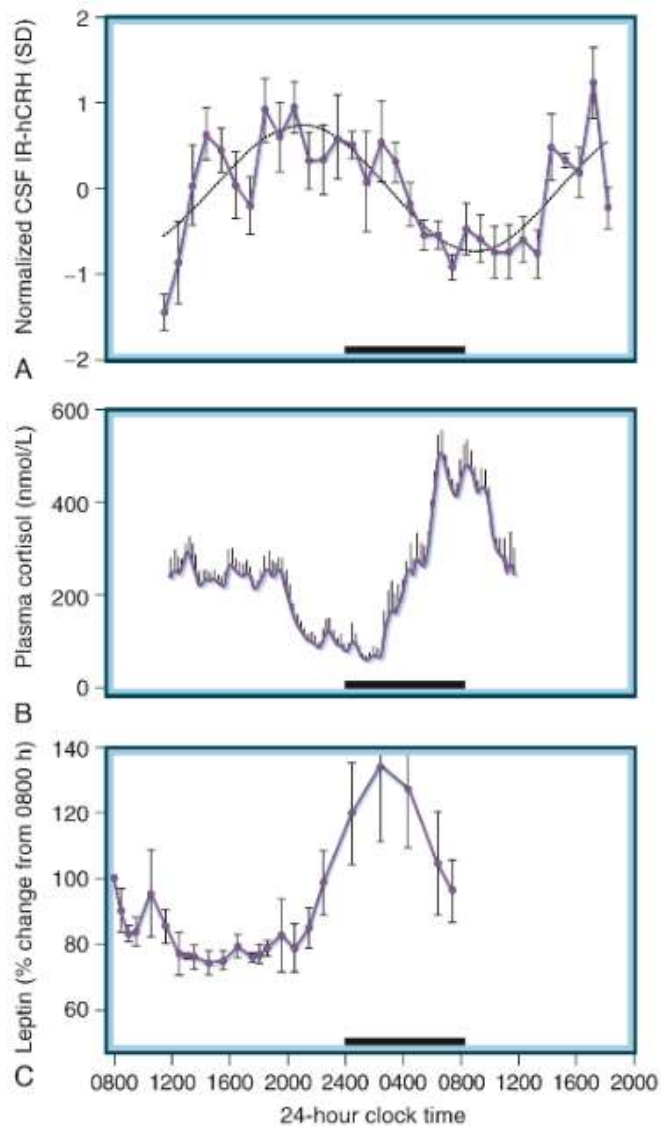 Normalized CSF IR-hCRH (SD)
2
1
0
−1
−2
A
Plasma cortisol (nmol/L)
600
400
200
0
B
Leptin (% change from 0800 h)
140
120
100
80
60
C
0800 1200 1600 2000 2400 0400 0800 1200 1600 2000
24-hour clock time